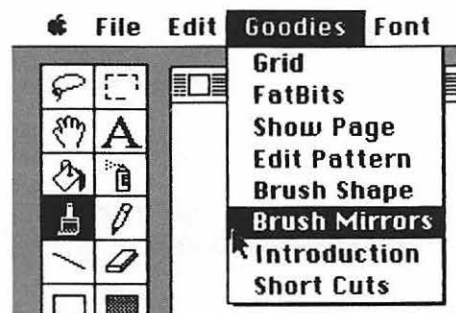 File Edit Goodies Font
Grid
FatBits
Show Page
Edit Pattern
Brush Shape
Brush Mirrors
Introduction
Short Cuts
A